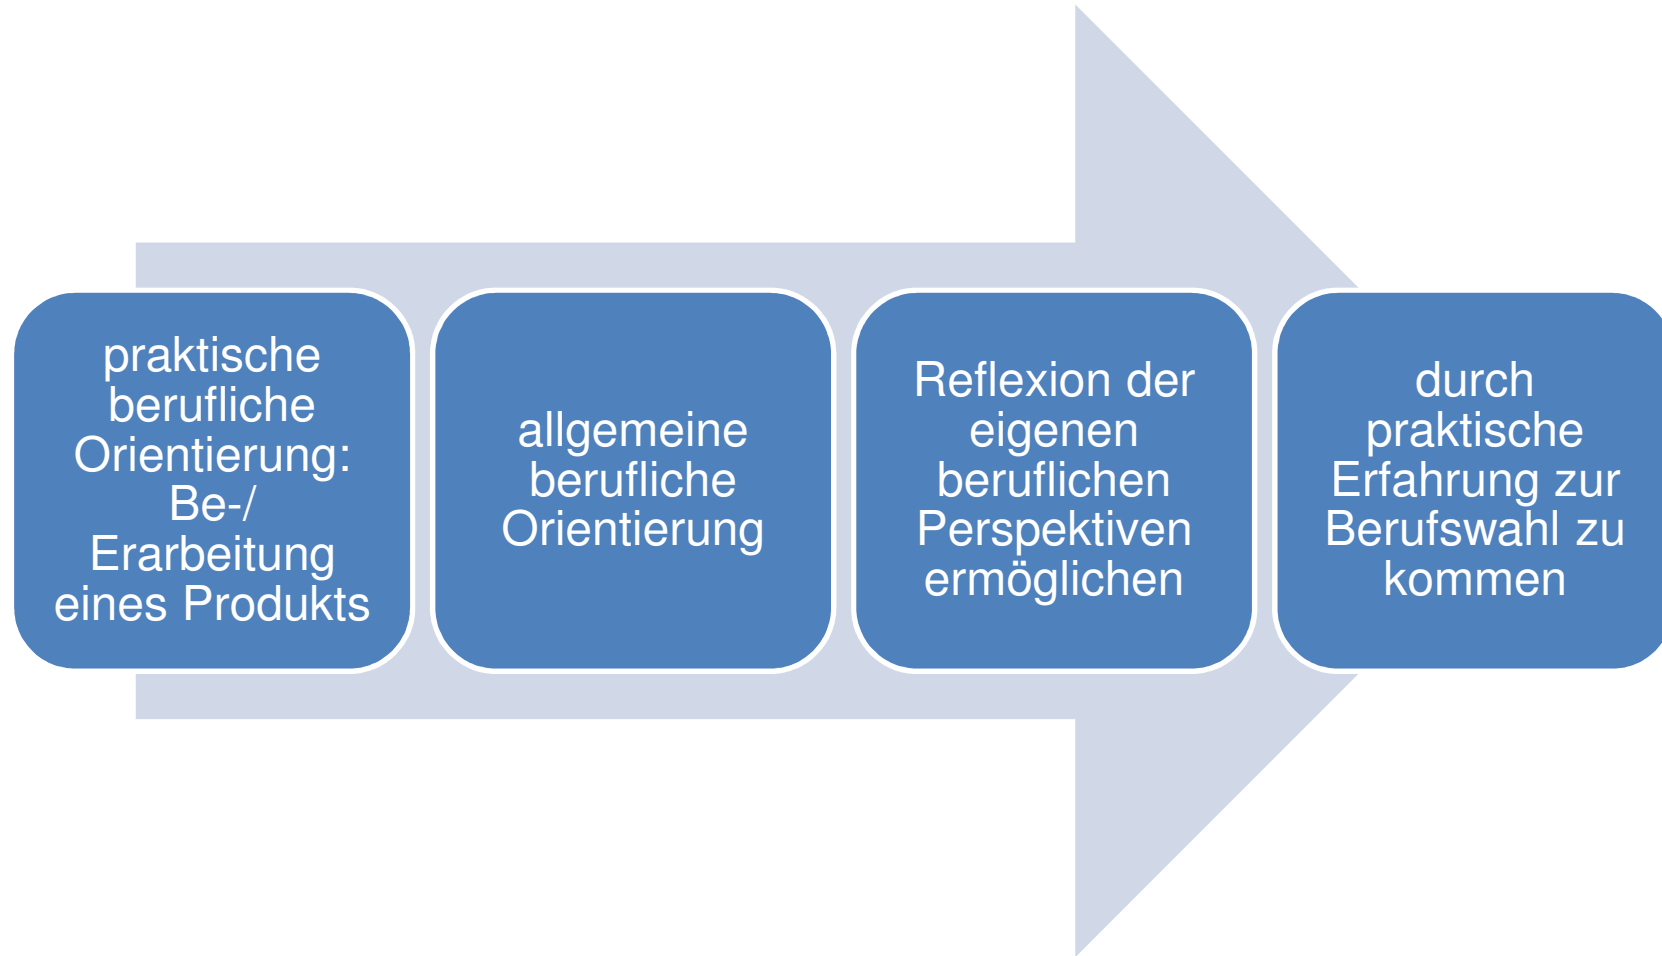 praktische
berufliche
Orientierung:
Be-/
Erarbeitung
eines Produkts
allgemeine
berufliche
Orientierung
Reflexion der
eigenen
beruflichen
Perspektiven
ermöglichen
durch
praktische
Erfahrung zur
Berufswahl zu
kommen